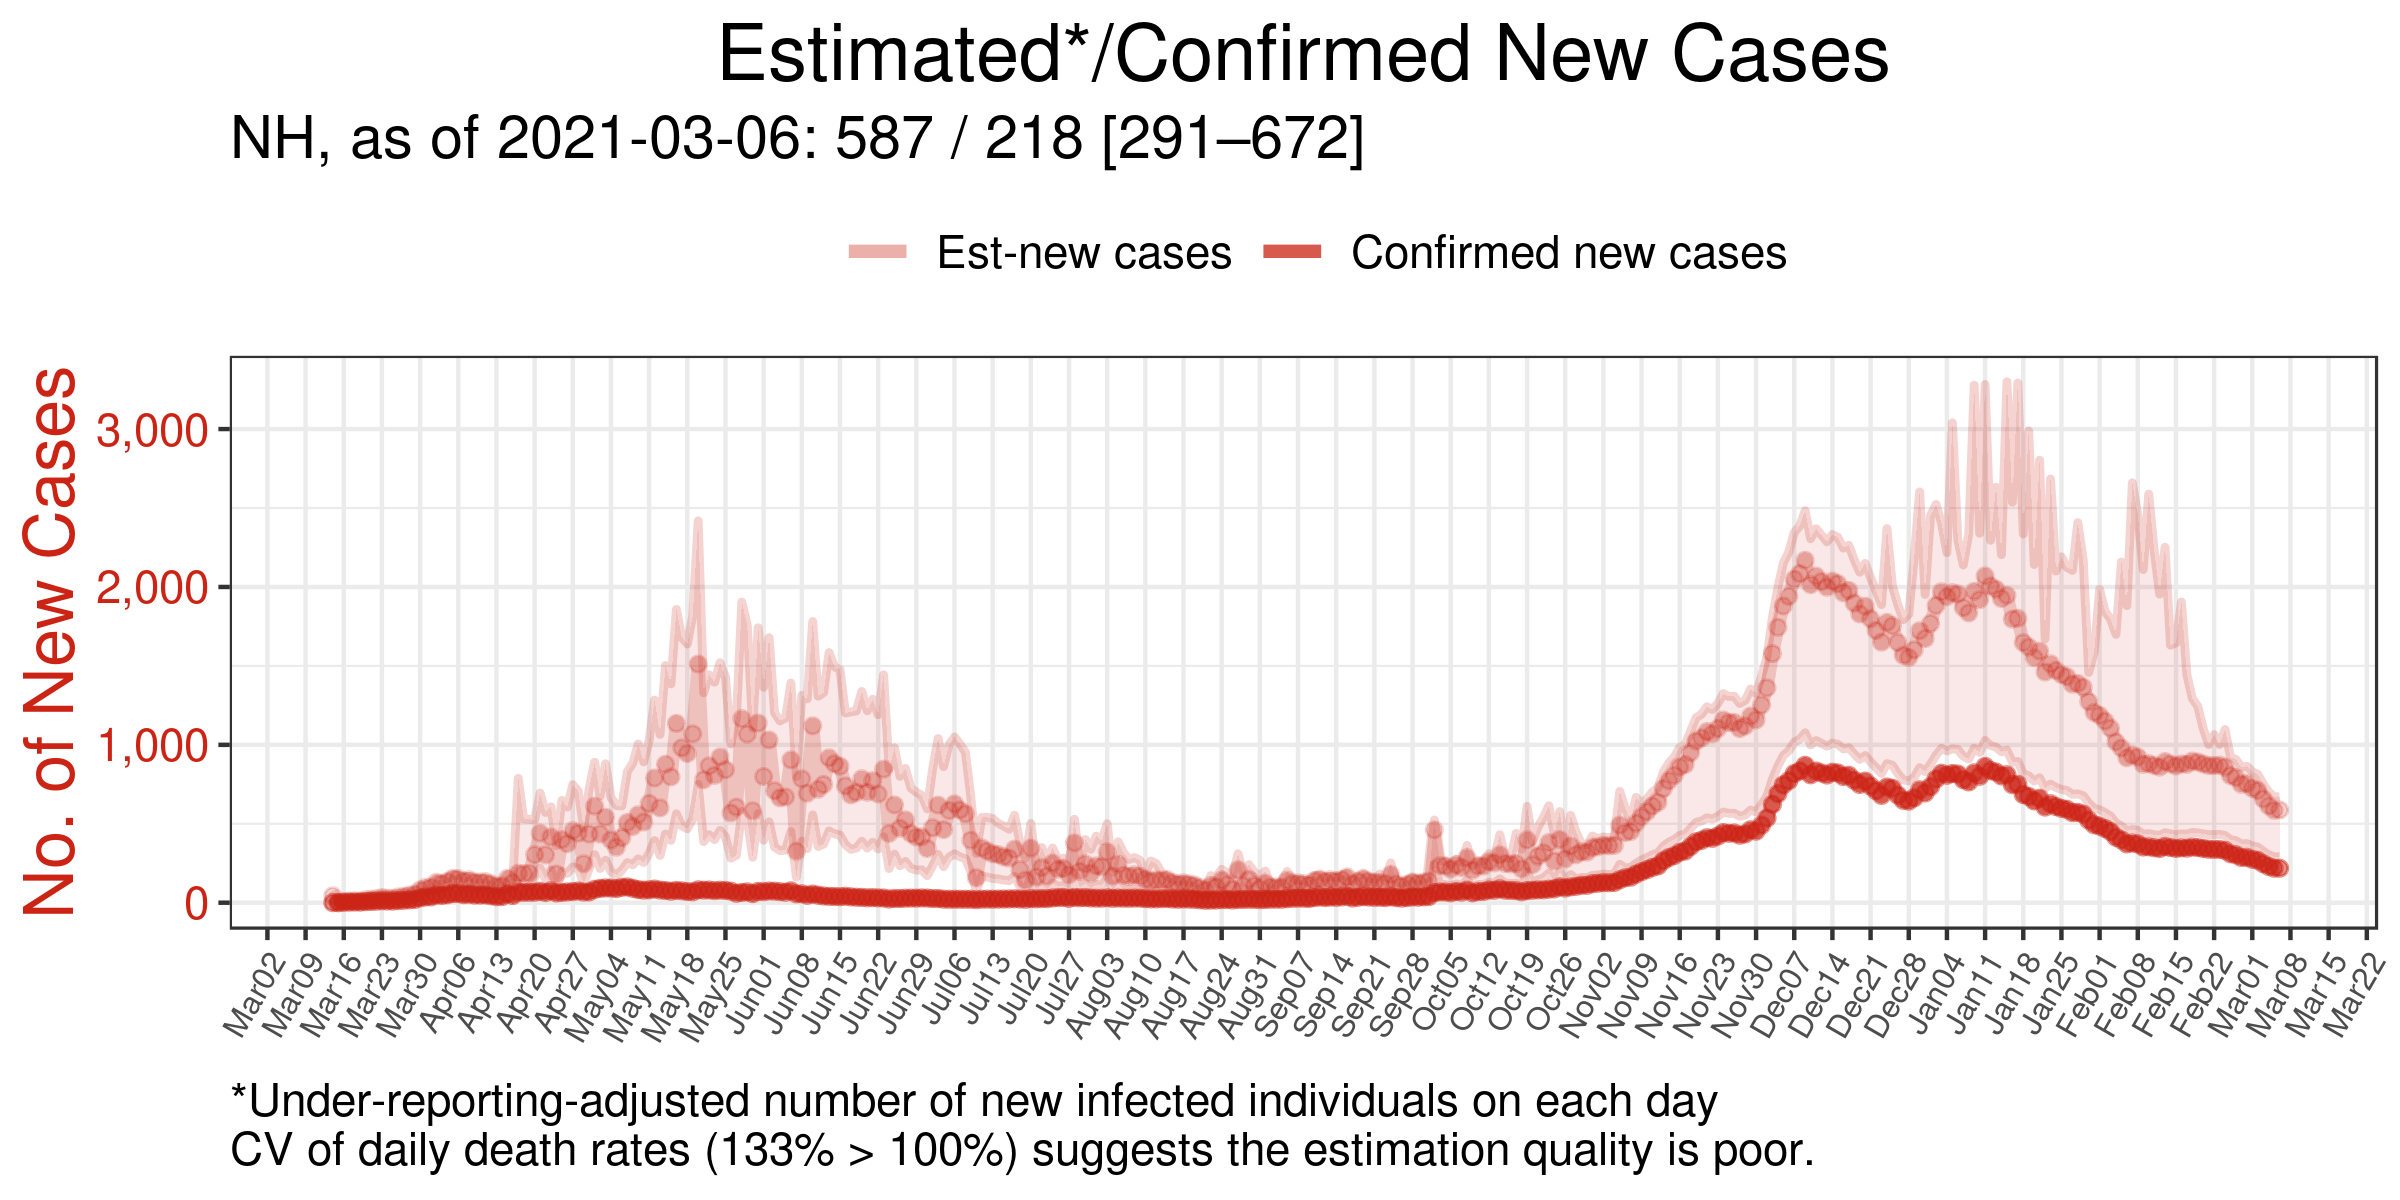 Estimated*/Confirmed New Cases
NH, as of 2021-03-06: 587 / 218 [291–672]
Est-new cases
Confirmed new cases
No. of New Cases
3,000
2,000
1,000
0
Mar02
Mar09
Mar16
Mar23
Mar30
Apr06
Apr13
Apr20
Apr27
May04
May11
May18
May25
Jun01
Jun08
Jun15
Jun22
Jun29
Jul06
Jul13
Jul20
Jul27
Aug03
Aug10
Aug17
Aug24
Aug31
Sep07
Sep14
Sep21
Sep28
Oct05
Oct12
Oct19
Oct26
Nov02
Nov09
Nov16
Nov23
Nov30
Dec07
Dec14
Dec21
Dec28
Jan04
Jan11
Jan18
Jan25
Feb01
Feb08
Feb15
Feb22
Mar01
Mar08
Mar15
Mar22
*Under-reporting-adjusted number of new infected individuals on each day
CV of daily death rates (133% > 100%) suggests the estimation quality is poor.